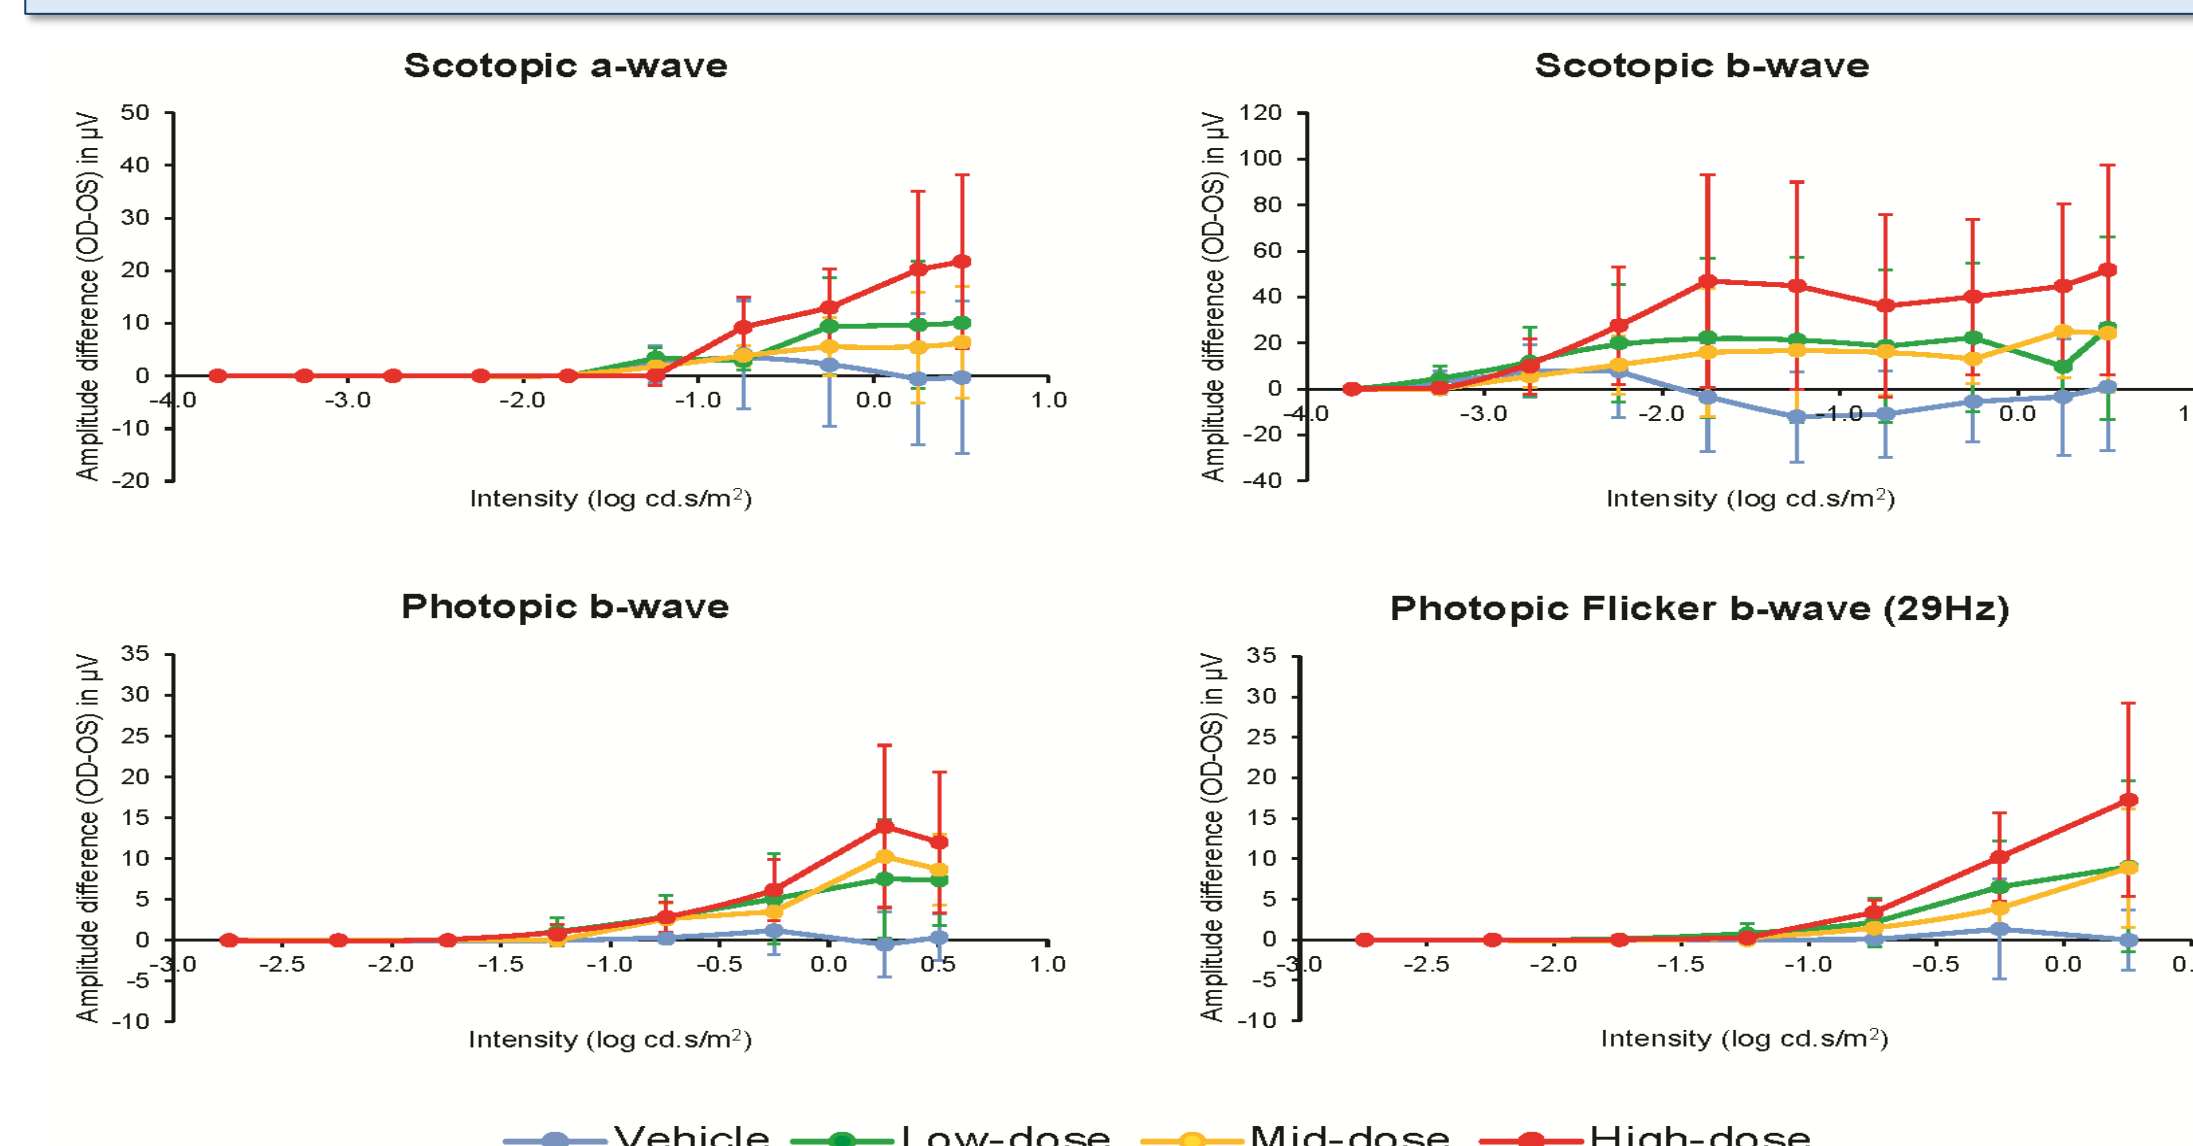 Scotopic a-wave
Amplitude difference (OD-OS) in µV
50
40
30
20
10
0
-10
-20
-4.0 -3.0 -2.0 -1.0 0.0 1.0
Intensity (log cd.s/m²)
Scotopic b-wave
Amplitude difference (OD-OS) in µV
120
100
80
60
40
20
0
-20
-40
-4.0 -3.0 -2.0 -1.0 0.0 1
Intensity (log cd.s/m²)
Photopic b-wave
Amplitude difference (OD-OS) in µV
35
30
25
20
15
10
5
0
-5
-10
-3.0 -2.5 -2.0 -1.5 -1.0 -0.5 0.0 0.5 1.0
Intensity (log cd.s/m²)
Photopic Flicker b-wave (29Hz)
Amplitude difference (OD-OS) in µV
35
30
25
20
15
10
5
0
-5
-10
-3.0 -2.5 -2.0 -1.5 -1.0 -0.5 0.0 0.
Intensity (log cd.s/m²)
Vehicle Low-dose Mid-dose High-dose